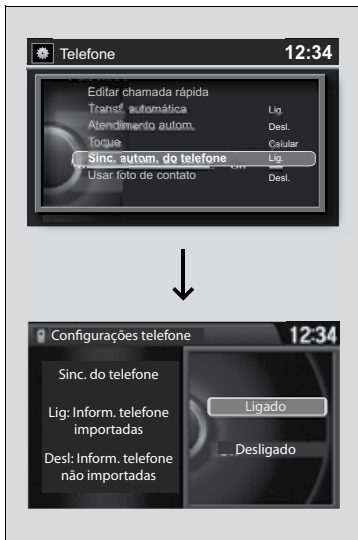 Telefone 12:34
Editar chamada rápida
Transf. automática Lig.
Atendimento autom. Desl.
Toque Celular
Sinc. autom. do telefone Lig.
Usar foto de contato Desl.
Configurações telefone 12:34
Sinc. do telefone
Lig: Inform. telefone
importadas
Desl: Inform. telefone
não importadas
Ligado
Desligado